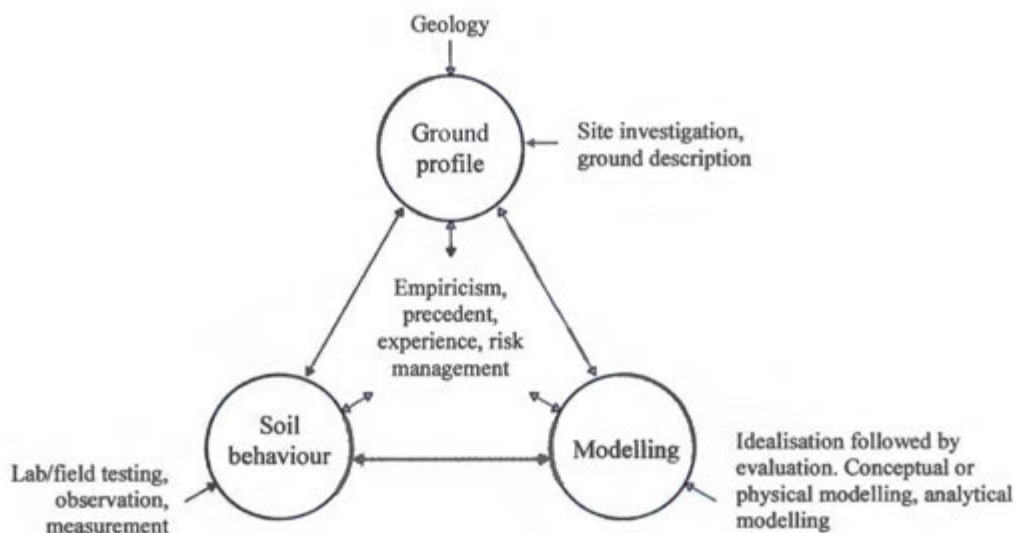 Geology
Ground
profile
Site investigation,
ground description
Empiricism,
precedent,
experience, risk
management
Soil
behaviour
Modelling
Lab/field testing,
observation,
measurement
Idealisation followed by
evaluation. Conceptual or
physical modelling, analytical
modelling